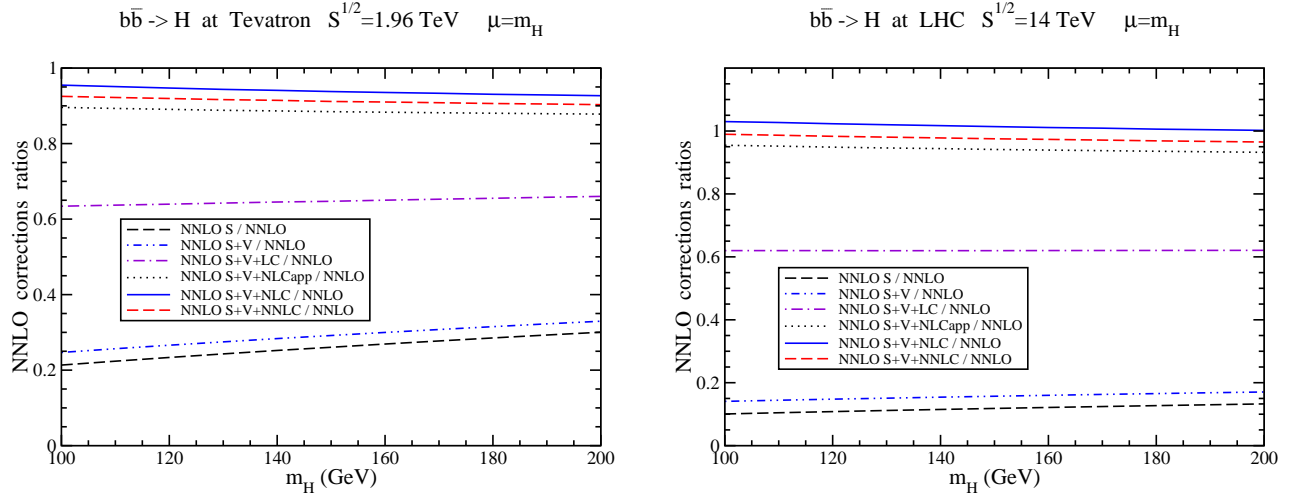 bb̅ -> H at Tevatron S^1/2=1.96 TeV μ=m_H
NNLO corrections ratios
1
0.8
0.6
0.4
0.2
0
NNLO S / NNLO
NNLO S+V / NNLO
NNLO S+V+LC / NNLO
NNLO S+V+NLCapp / NNLO
NNLO S+V+NLC / NNLO
NNLO S+V+NNLC / NNLO
100 120 140 160 180 200
m_H (GeV)
bb̅ -> H at LHC S^1/2=14 TeV μ=m_H
NNLO corrections ratios
1
0.8
0.6
0.4
0.2
0
NNLO S / NNLO
NNLO S+V / NNLO
NNLO S+V+LC / NNLO
NNLO S+V+NLCapp / NNLO
NNLO S+V+NLC / NNLO
NNLO S+V+NNLC / NNLO
100 120 140 160 180 200
m_H (GeV)